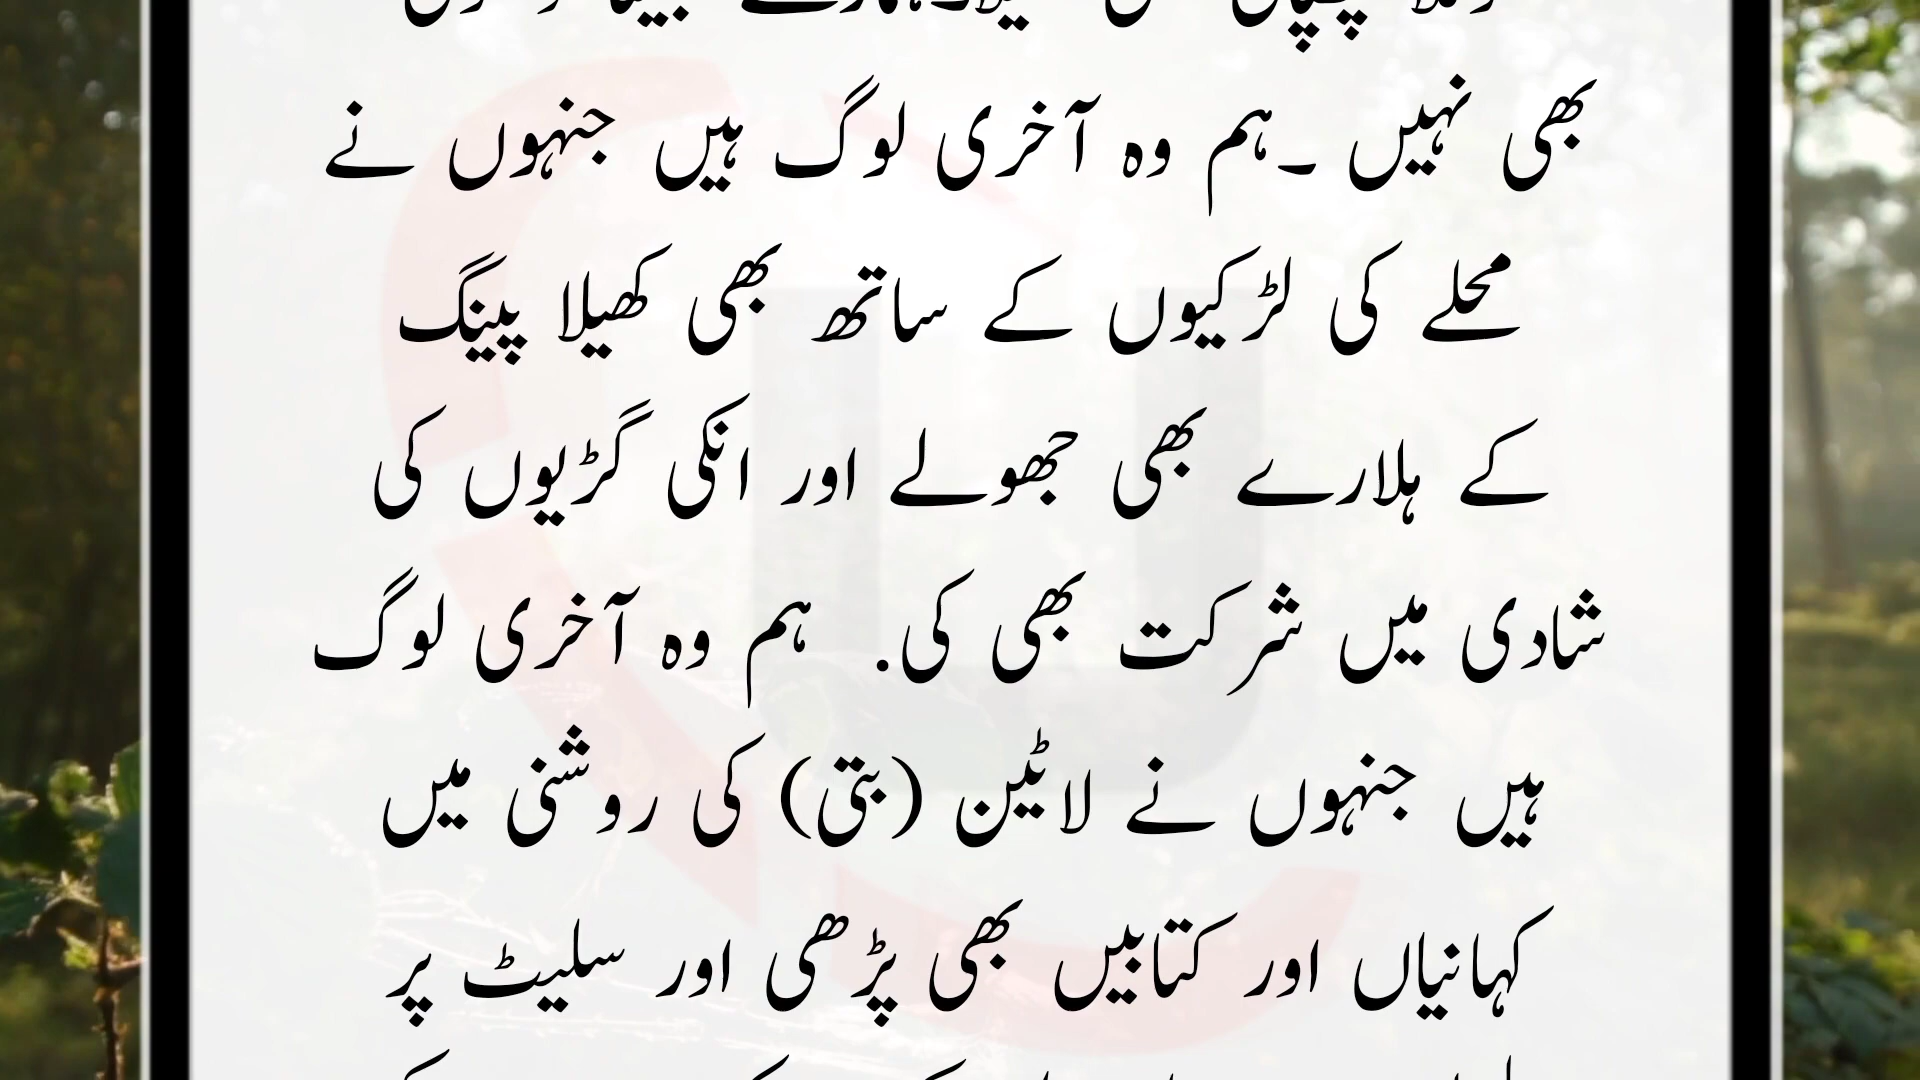 بھی نہیں ۔ہم وہ آخری لوگ ہیں جنہوں نے
محلے کی لڑکیوں کے ساتھ بھی کھیلا پینگ
کے ہلارے بھی جھولے اور انکی گڑیوں کی
شادی میں شرکت بھی کی. ہم وہ آخری لوگ
ہیں جنہوں نے لاٹین (بتی) کی روشنی میں
کہانیاں اور کتابیں بھی پڑھی اور سلیٹ پر